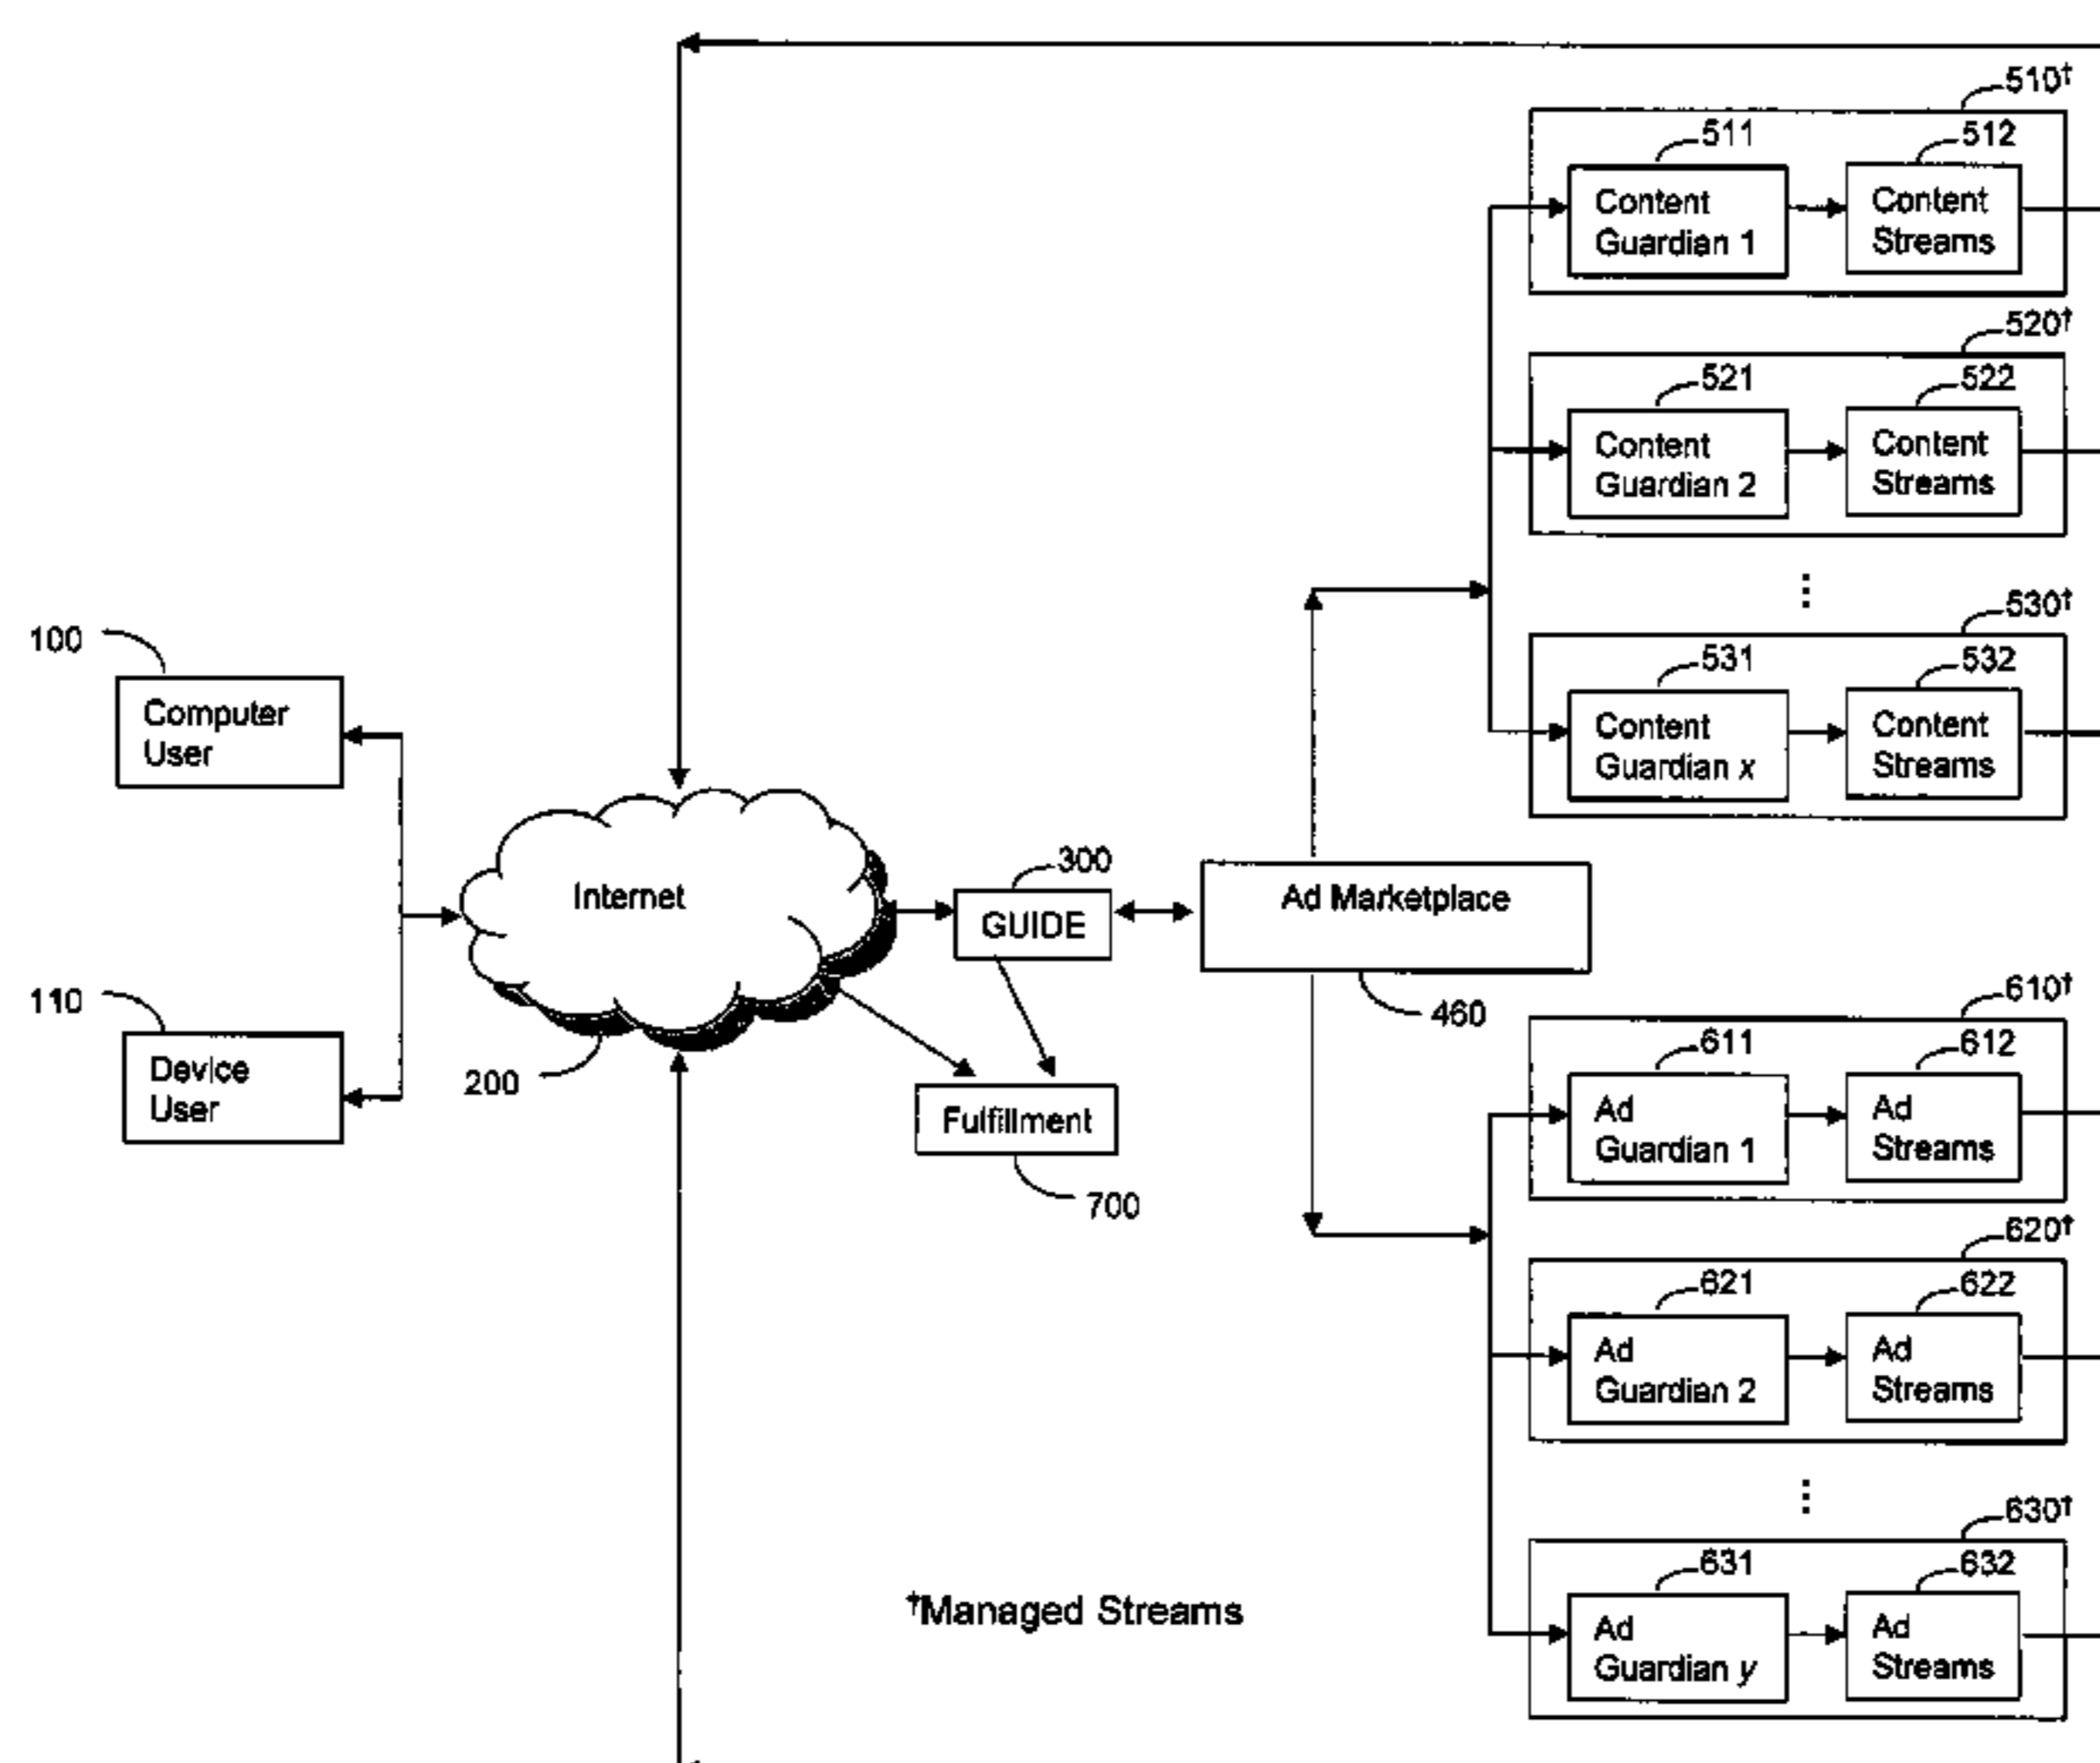 510†
511
512
Content
Guardian 1
Content
Streams
520†
521
522
Content
Guardian 2
Content
Streams
530†
531
532
Content
Guardian x
Content
Streams
100
Computer
User
110
Device
User
Internet
200
300
GUIDE
Fulfillment
700
Ad Marketplace
460
610†
611
612
Ad
Guardian 1
Ad
Streams
620†
621
622
Ad
Guardian 2
Ad
Streams
630†
631
632
Ad
Guardian y
Ad
Streams
†Managed Streams